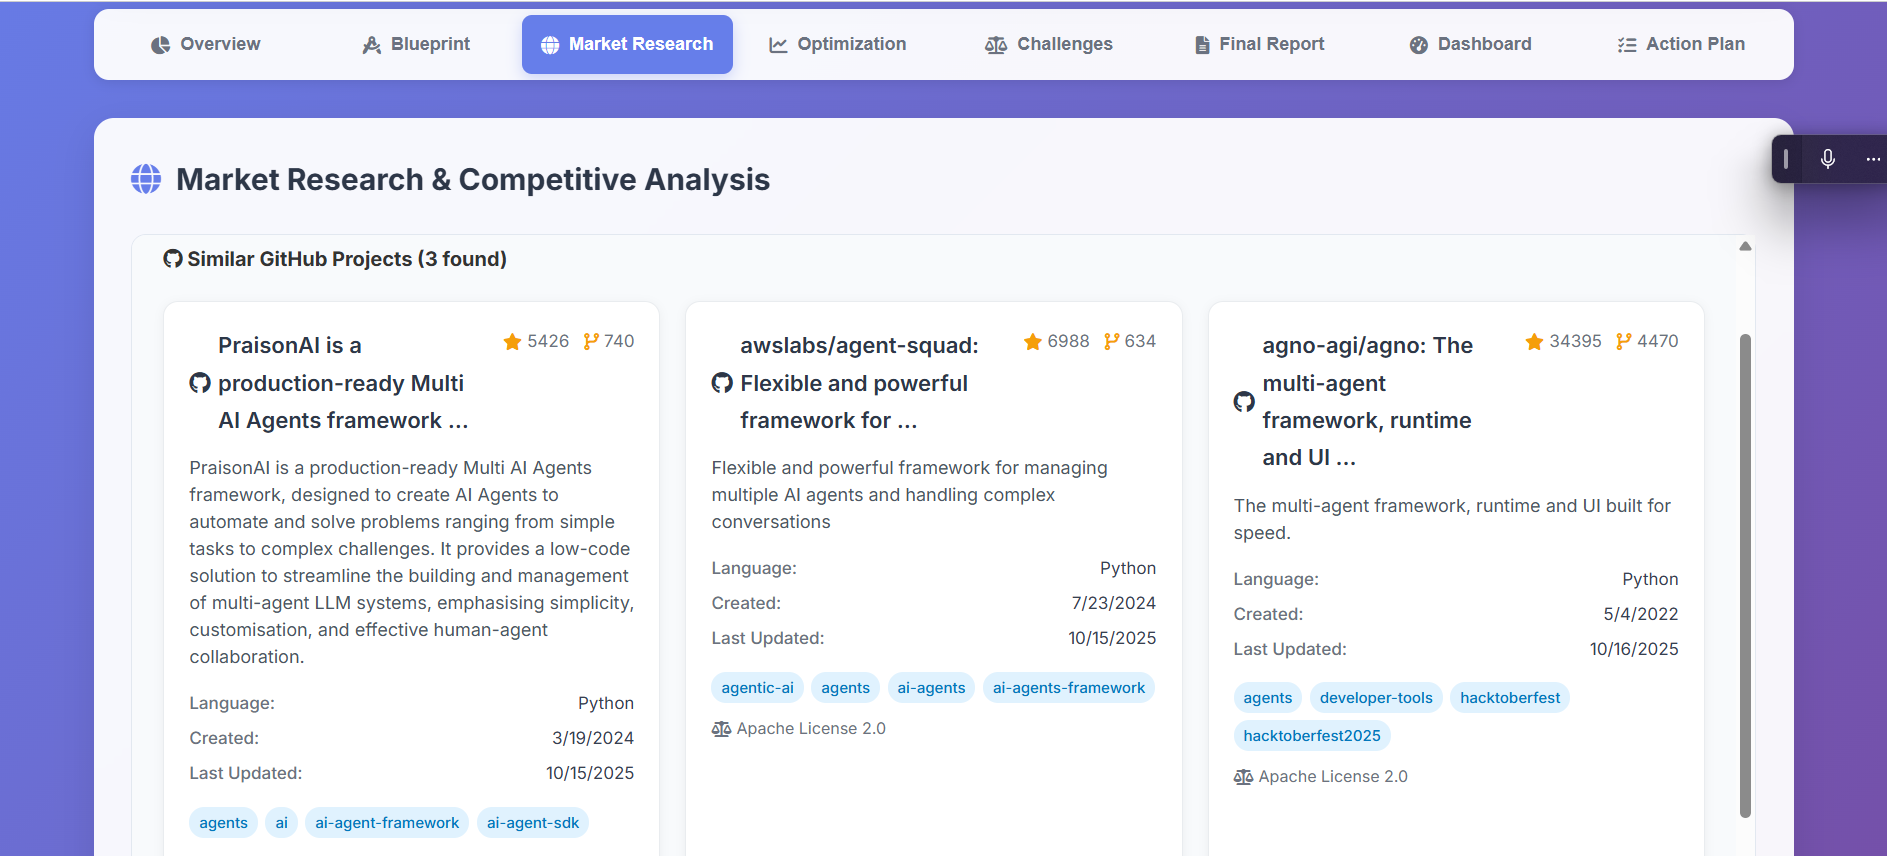 Overview
Blueprint
Market Research
Optimization
Challenges
Final Report
Dashboard
Action Plan
Market Research & Competitive Analysis
Similar GitHub Projects (3 found)
PraisonAI is a
production-ready Multi
AI Agents framework ...
5426 740
PraisonAI is a production-ready Multi AI Agents
framework, designed to create AI Agents to
automate and solve problems ranging from simple
tasks to complex challenges. It provides a low-code
solution to streamline the building and management
of multi-agent LLM systems, emphasising simplicity,
customisation, and effective human-agent
collaboration.
Language: Python
Created: 3/19/2024
Last Updated: 10/15/2025
agents ai ai-agent-framework ai-agent-sdk
awslabs/agent-squad:
Flexible and powerful
framework for ...
6988 634
Flexible and powerful framework for managing
multiple AI agents and handling complex
conversations
Language: Python
Created: 7/23/2024
Last Updated: 10/15/2025
agentic-ai agents ai-agents ai-agents-framework
Apache License 2.0
agno-agi/agno: The
multi-agent
framework, runtime
and UI ...
34395 4470
The multi-agent framework, runtime and UI built for
speed.
Language: Python
Created: 5/4/2022
Last Updated: 10/16/2025
agents developer-tools hacktoberfest
hacktoberfest2025
Apache License 2.0